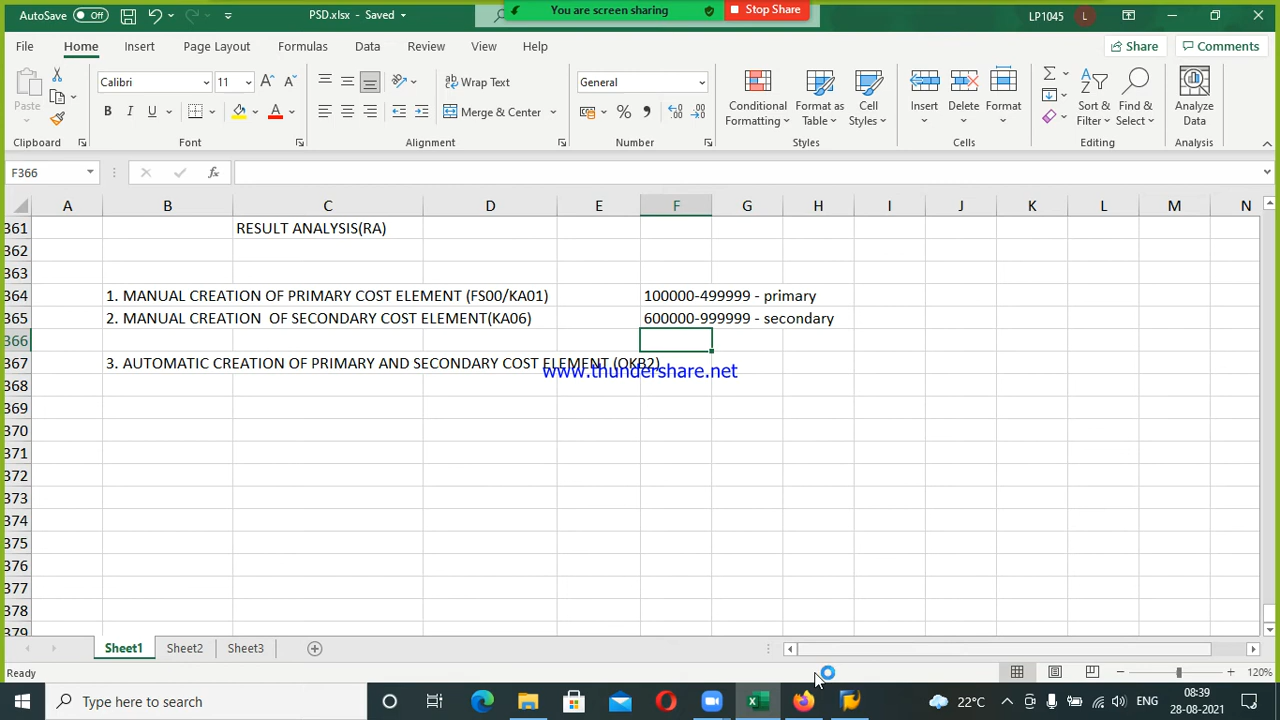 AutoSave Off PSD.xlsx - Saved You are screen sharing Stop Share LP1045 L
File Home Insert Page Layout Formulas Data Review View Help Share Comments
Paste Calibri 11 Wrap Text General Conditional Formatting Format as Table Cell Styles Insert Delete Format Sort & Filter Find & Select Analyze Data
B I U A Merge & Center %
Clipboard Font Alignment Number Styles Cells Editing Analysis
F366 fx
A B C D E F G H I J K L M N
361 RESULT ANALYSIS(RA)
362
363
364 1. MANUAL CREATION OF PRIMARY COST ELEMENT (FS00/KA01) 100000-499999 - primary
365 2. MANUAL CREATION OF SECONDARY COST ELEMENT(KA06) 600000-999999 - secondary
366
367 3. AUTOMATIC CREATION OF PRIMARY AND SECONDARY COST ELEMENT (OKB2)
www.thundershare.net
368
369
370
371
372
373
374
375
376
377
378
379
Sheet1 Sheet2 Sheet3
Ready 120%
Type here to search 22°C ENG 08:39
28-08-2021